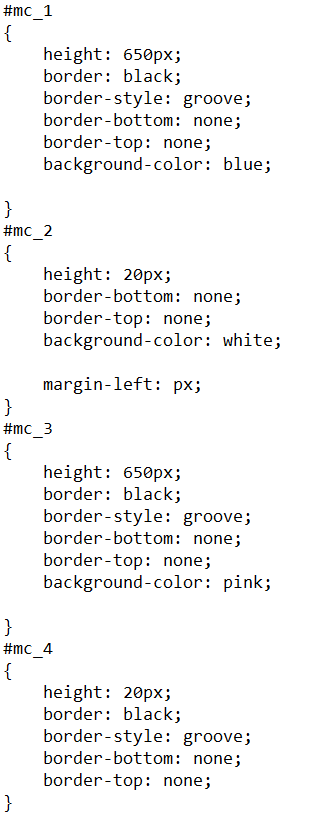 #mc_1
{
    height: 650px;
    border: black;
    border-style: groove;
    border-bottom: none;
    border-top: none;
    background-color: blue;

}
#mc_2
{
    height: 20px;
    border-bottom: none;
    border-top: none;
    background-color: white;

    margin-left: px;
}
#mc_3
{
    height: 650px;
    border: black;
    border-style: groove;
    border-bottom: none;
    border-top: none;
    background-color: pink;

}
#mc_4
{
    height: 20px;
    border: black;
    border-style: groove;
    border-bottom: none;
    border-top: none;
}